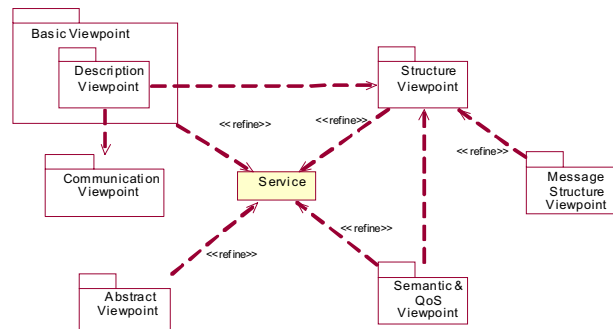 Basic Viewpoint
Description
Viewpoint
Structure
Viewpoint
<<refine>>
<<refine>>
<<refine>>
Communication
Viewpoint
Service
Message
Structure
Viewpoint
<<refine>>
<<refine>>
Abstract
Viewpoint
Semantic &
QoS
Viewpoint